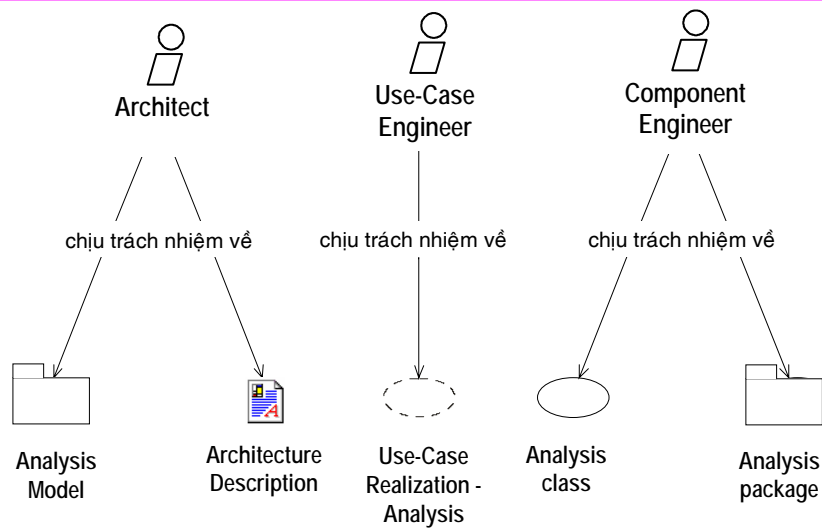 Architect
Use-Case
Engineer
Component
Engineer
chịu trách nhiệm về
chịu trách nhiệm về
chịu trách nhiệm về
Analysis
Model
Architecture
Description
Use-Case
Realization -
Analysis
Analysis
class
Analysis
package